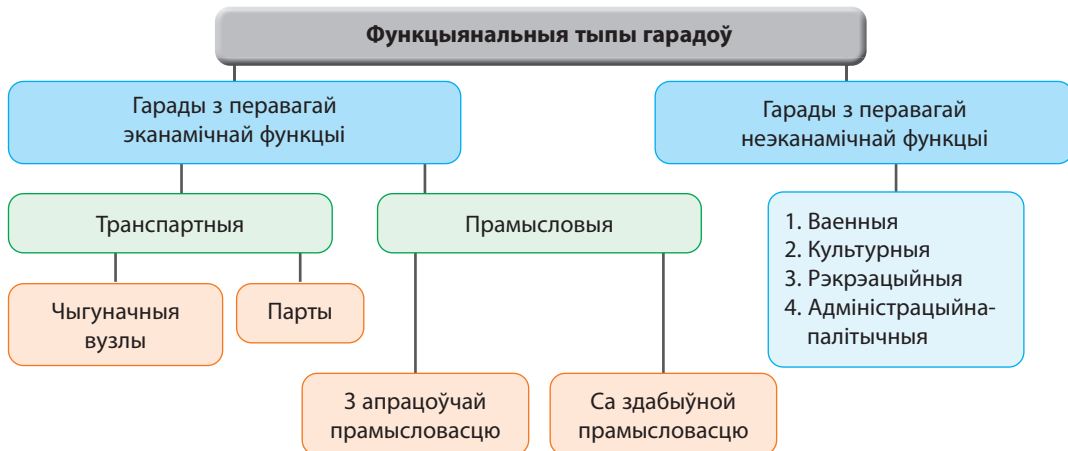 Функцыянальныя тыпы гарадоў
Гарады з перавагай
эканамічнай функцыі
Гарады з перавагай
неэканамічнай функцыі
Транспартныя
Прамысловыя
Чыгуначныя
вузлы
Парты
З апрацоўчай
прамысловасцю
Са здабыўной
прамысловасцю
1. Ваенныя
2. Культурныя
3. Рэкрэацыйныя
4. Адміністрацыйна-
палітычныя